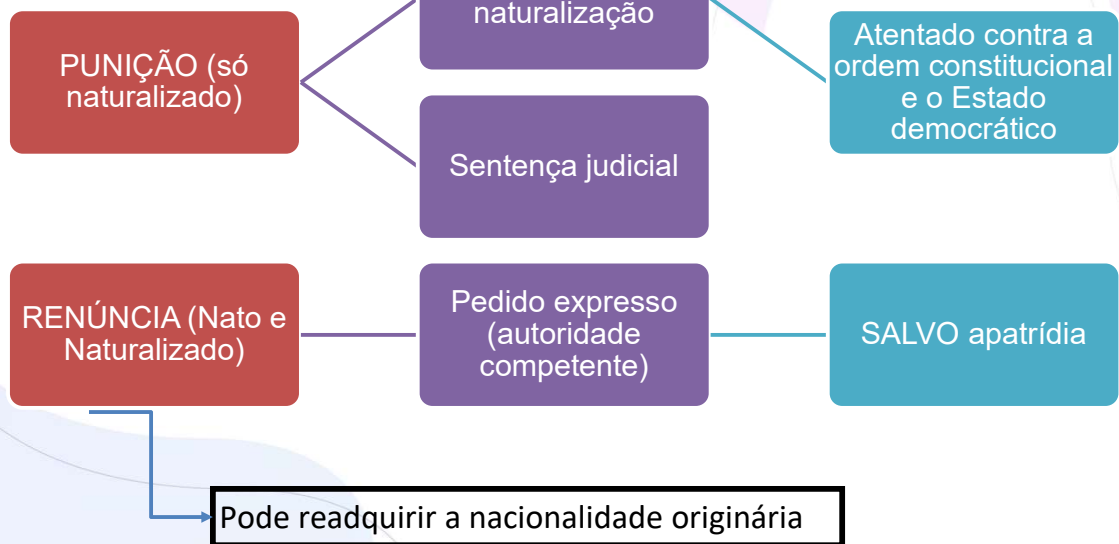 naturalização
PUNIÇÃO (só
naturalizado)
Atentado contra a
ordem constitucional
e o Estado
democrático
Sentença judicial
RENÚNCIA (Nato e
Naturalizado)
Pedido expresso
(autoridade
competente)
SALVO apatrídia
Pode readquirir a nacionalidade originária